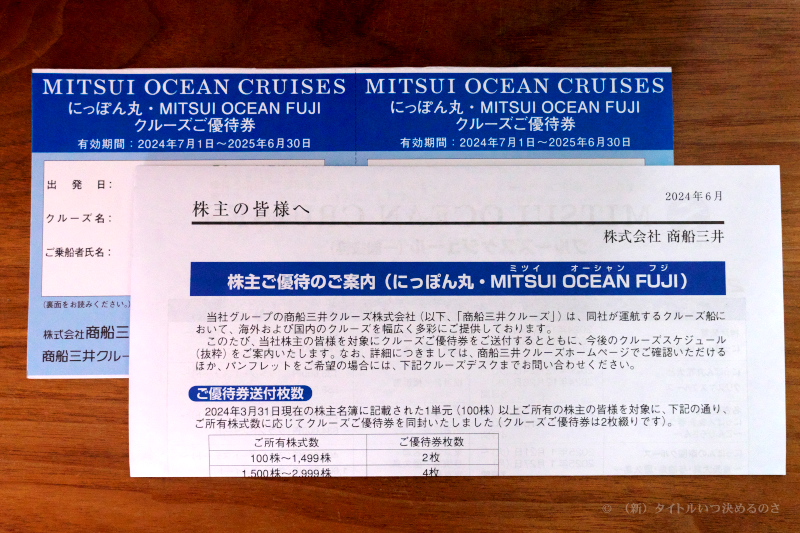 MITSUI OCEAN CRUISES
にっぽん丸・MITSUI OCEAN FUJI
クルーズご優待券
有効期間：2024年7月1日～2025年6月30日
出発日：
クルーズ名：
ご乗船者氏名：
（裏面をお読みください。
株式会社商船三
商船三井クルー
MITSUI OCEAN CRUISES
にっぽん丸・MITSUI OCEAN FUJI
クルーズご優待券
有効期間：2024年7月1日～2025年6月30日
2024年6月
株主の皆様へ
株式会社 商船三井
ミツイ オーシャン フジ
株主ご優待のご案内（にっぽん丸・MITSUI OCEAN FUJI）
当社グループの商船三井クルーズ株式会社（以下、「商船三井クルーズ」）は、同社が運航するクルーズ船に
おいて、海外および国内のクルーズを幅広く多彩にご提供しております。
このたび、当社株主の皆様を対象にクルーズご優待券をご送付するとともに、今後のクルーズスケジュール
（抜粋）をご案内いたします。なお、詳細につきましては、商船三井クルーズホームページでご確認いただける
ほか、パンフレットをご希望の場合には、下記クルーズデスクまでお問い合わせください。
ご優待券送付枚数
2024年3月31日現在の株主名簿に記載された1単元（100株）以上ご所有の株主の皆様を対象に、下記の通り、
ご所有株式数に応じてクルーズご優待券を同封いたしました（クルーズご優待券は2枚綴りです）。
ご所有株式数 ご優待券枚数
100株～1,499株 2枚
1,500株～2,999株 4枚
© （新）タイトルいつ決めるのさ